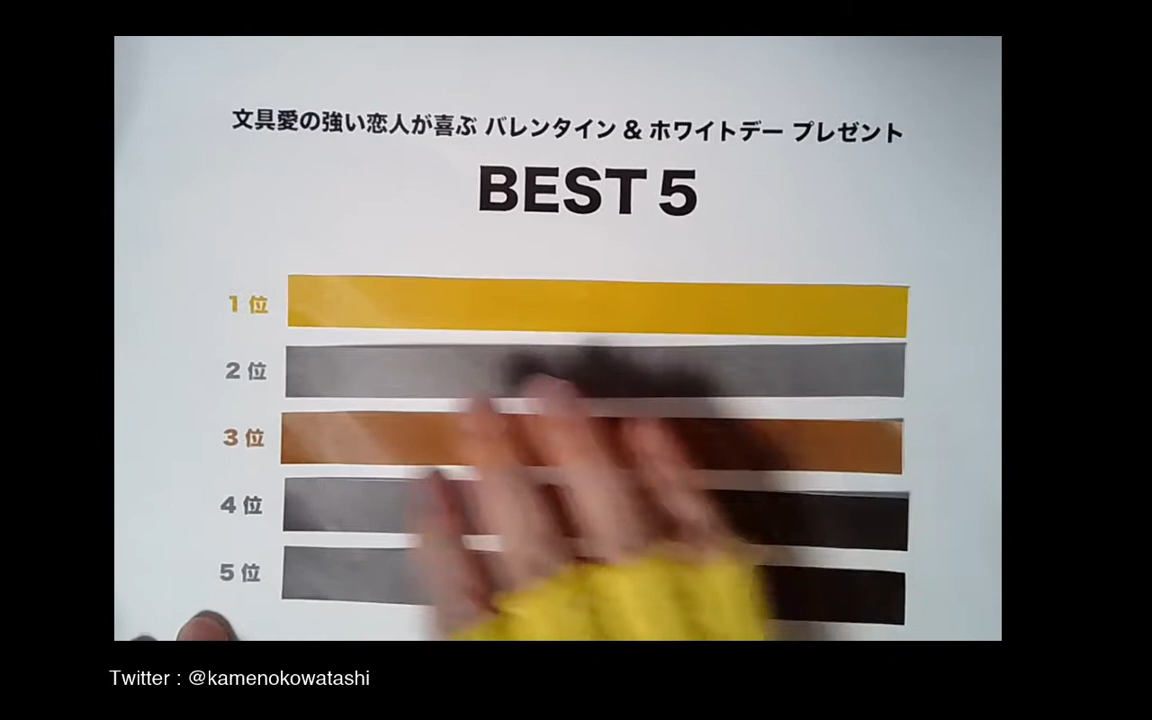 文具愛の強い恋人が喜ぶ バレンタイン & ホワイトデー プレゼント
BEST 5
1 位
2 位
3 位
4 位
5 位
Twitter : @kamenokowatashi